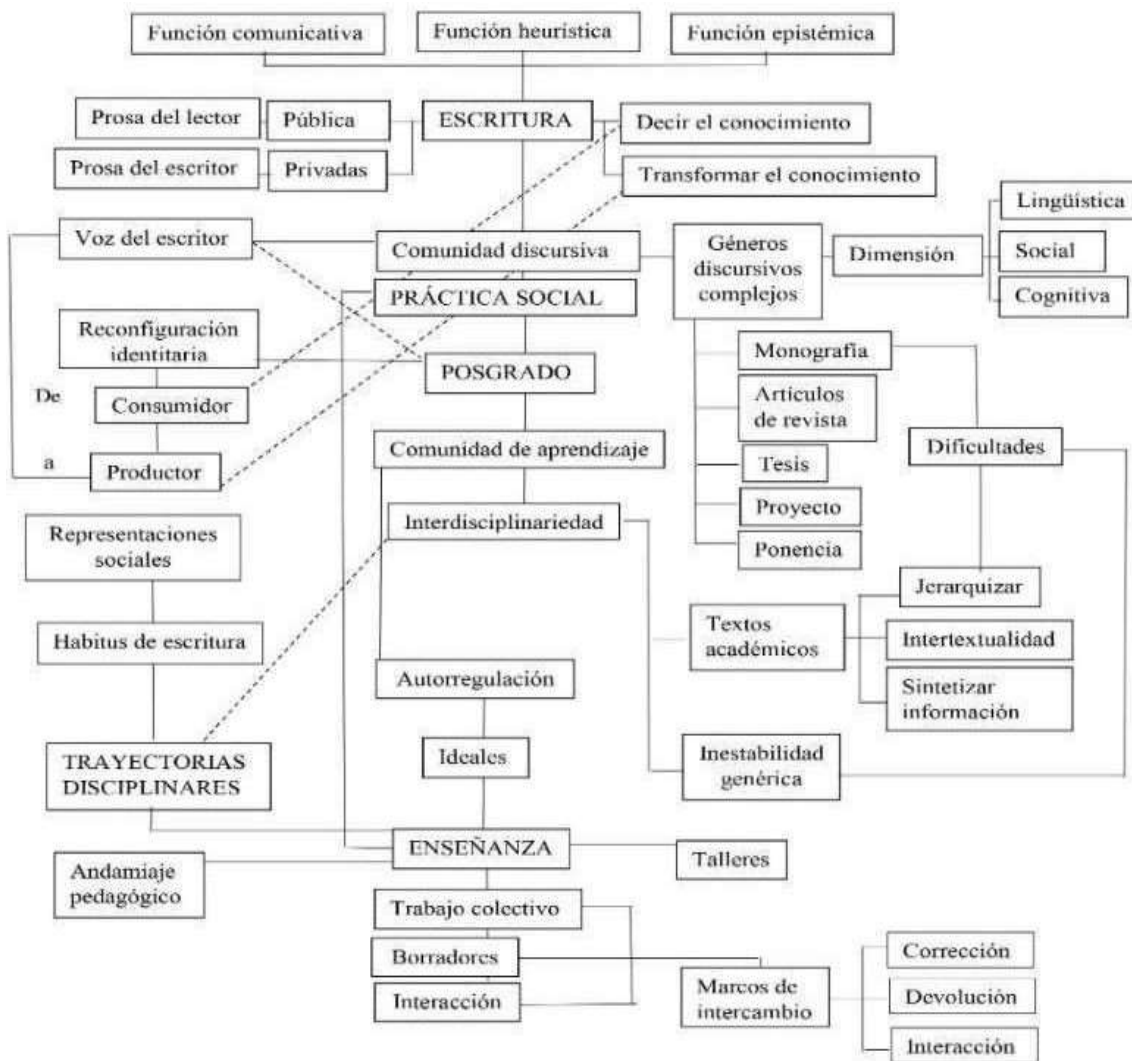 Función comunicativa
Función heurística
Función epistémica
Prosa del lector
Pública
ESCRITURA
Decir el conocimiento
Prosa del escritor
Privadas
Transformar el conocimiento
Lingüística
Voz del escritor
Comunidad discursiva
Géneros
discursivos
complejos
Dimensión
Social
PRÁCTICA SOCIAL
Cognitiva
Reconfiguración
identitaria
Monografía
POSGRADO
De
Consumidor
Artículos
de revista
Comunidad de aprendizaje
Dificultades
a
Productor
Tesis
Interdisciplinariedad
Proyecto
Representaciones
sociales
Ponencia
Jerarquizar
Habitus de escritura
Textos
académicos
Intertextualidad
Autorregulación
Sintetizar
información
TRAYECTORIAS
DISCIPLINARES
Ideales
Inestabilidad
genérica
ENSEÑANZA
Talleres
Andamiaje
pedagógico
Trabajo colectivo
Borradores
Corrección
Interacción
Marcos de
intercambio
Devolución
Interacción